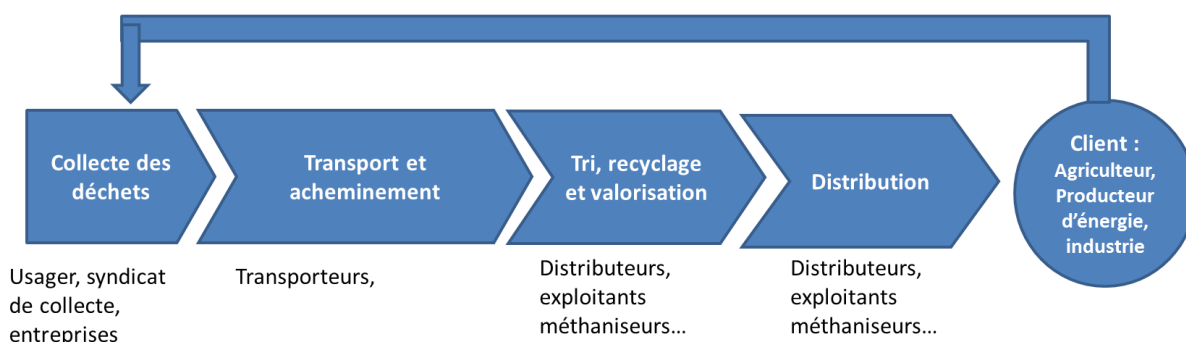 Collecte des
déchets
Transport et
acheminement
Tri, recyclage
et valorisation
Distribution
Client :
Agriculteur,
Producteur
d’énergie,
industrie
Usager, syndicat
de collecte,
entreprises
Transporteurs,
Distributeurs,
exploitants
méthaniseurs...
Distributeurs,
exploitants
méthaniseurs...